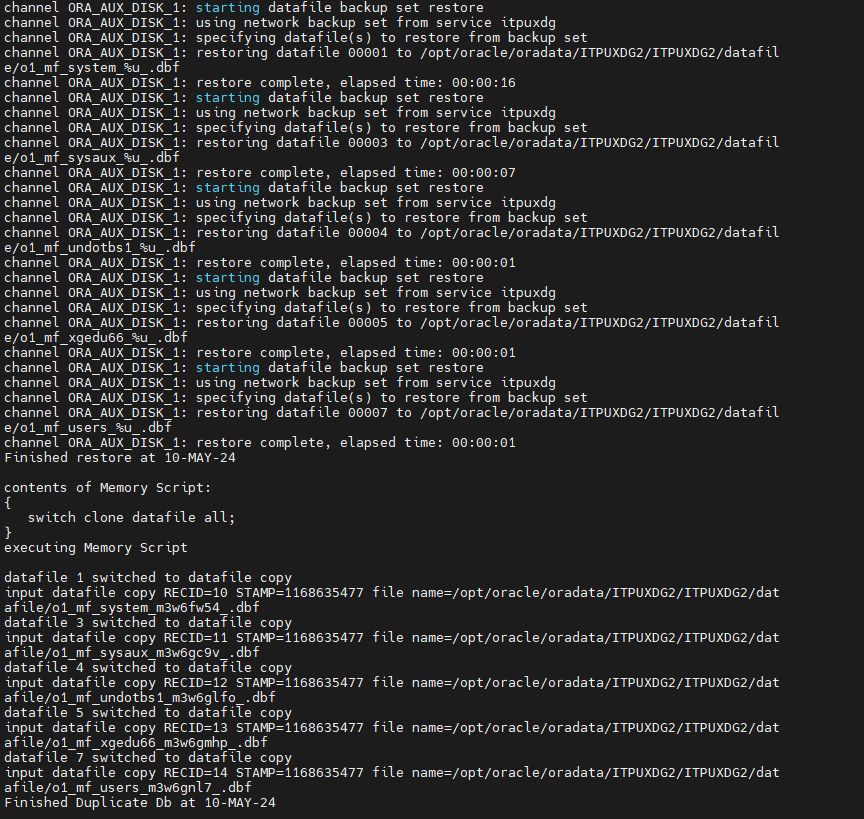 channel ORA_AUX_DISK_1: starting datafile backup set restore
channel ORA_AUX_DISK_1: using network backup set from service itpuxdg
channel ORA_AUX_DISK_1: specifying datafile(s) to restore from backup set
channel ORA_AUX_DISK_1: restoring datafile 00001 to /opt/oracle/oradata/ITPUXDG2/ITPUXDG2/datafil
e/o1_mf_system_%u_.dbf
channel ORA_AUX_DISK_1: restore complete, elapsed time: 00:00:16
channel ORA_AUX_DISK_1: starting datafile backup set restore
channel ORA_AUX_DISK_1: using network backup set from service itpuxdg
channel ORA_AUX_DISK_1: specifying datafile(s) to restore from backup set
channel ORA_AUX_DISK_1: restoring datafile 00003 to /opt/oracle/oradata/ITPUXDG2/ITPUXDG2/datafil
e/o1_mf_sysaux_%u_.dbf
channel ORA_AUX_DISK_1: restore complete, elapsed time: 00:00:07
channel ORA_AUX_DISK_1: starting datafile backup set restore
channel ORA_AUX_DISK_1: using network backup set from service itpuxdg
channel ORA_AUX_DISK_1: specifying datafile(s) to restore from backup set
channel ORA_AUX_DISK_1: restoring datafile 00004 to /opt/oracle/oradata/ITPUXDG2/ITPUXDG2/datafil
e/o1_mf_undotbs1_%u_.dbf
channel ORA_AUX_DISK_1: restore complete, elapsed time: 00:00:01
channel ORA_AUX_DISK_1: starting datafile backup set restore
channel ORA_AUX_DISK_1: using network backup set from service itpuxdg
channel ORA_AUX_DISK_1: specifying datafile(s) to restore from backup set
channel ORA_AUX_DISK_1: restoring datafile 00005 to /opt/oracle/oradata/ITPUXDG2/ITPUXDG2/datafil
e/o1_mf_xgedu66_%u_.dbf
channel ORA_AUX_DISK_1: restore complete, elapsed time: 00:00:01
channel ORA_AUX_DISK_1: starting datafile backup set restore
channel ORA_AUX_DISK_1: using network backup set from service itpuxdg
channel ORA_AUX_DISK_1: specifying datafile(s) to restore from backup set
channel ORA_AUX_DISK_1: restoring datafile 00007 to /opt/oracle/oradata/ITPUXDG2/ITPUXDG2/datafil
e/o1_mf_users_%u_.dbf
channel ORA_AUX_DISK_1: restore complete, elapsed time: 00:00:01
Finished restore at 10-MAY-24

contents of Memory Script:
{
   switch clone datafile all;
}
executing Memory Script

datafile 1 switched to datafile copy
input datafile copy RECID=10 STAMP=1168635477 file name=/opt/oracle/oradata/ITPUXDG2/ITPUXDG2/dat
afile/o1_mf_system_m3w6fw54_.dbf
datafile 3 switched to datafile copy
input datafile copy RECID=11 STAMP=1168635477 file name=/opt/oracle/oradata/ITPUXDG2/ITPUXDG2/dat
afile/o1_mf_sysaux_m3w6gc9v_.dbf
datafile 4 switched to datafile copy
input datafile copy RECID=12 STAMP=1168635477 file name=/opt/oracle/oradata/ITPUXDG2/ITPUXDG2/dat
afile/o1_mf_undotbs1_m3w6glfo_.dbf
datafile 5 switched to datafile copy
input datafile copy RECID=13 STAMP=1168635477 file name=/opt/oracle/oradata/ITPUXDG2/ITPUXDG2/dat
afile/o1_mf_xgedu66_m3w6gmhp_.dbf
datafile 7 switched to datafile copy
input datafile copy RECID=14 STAMP=1168635477 file name=/opt/oracle/oradata/ITPUXDG2/ITPUXDG2/dat
afile/o1_mf_users_m3w6gnl7_.dbf
Finished Duplicate Db at 10-MAY-24